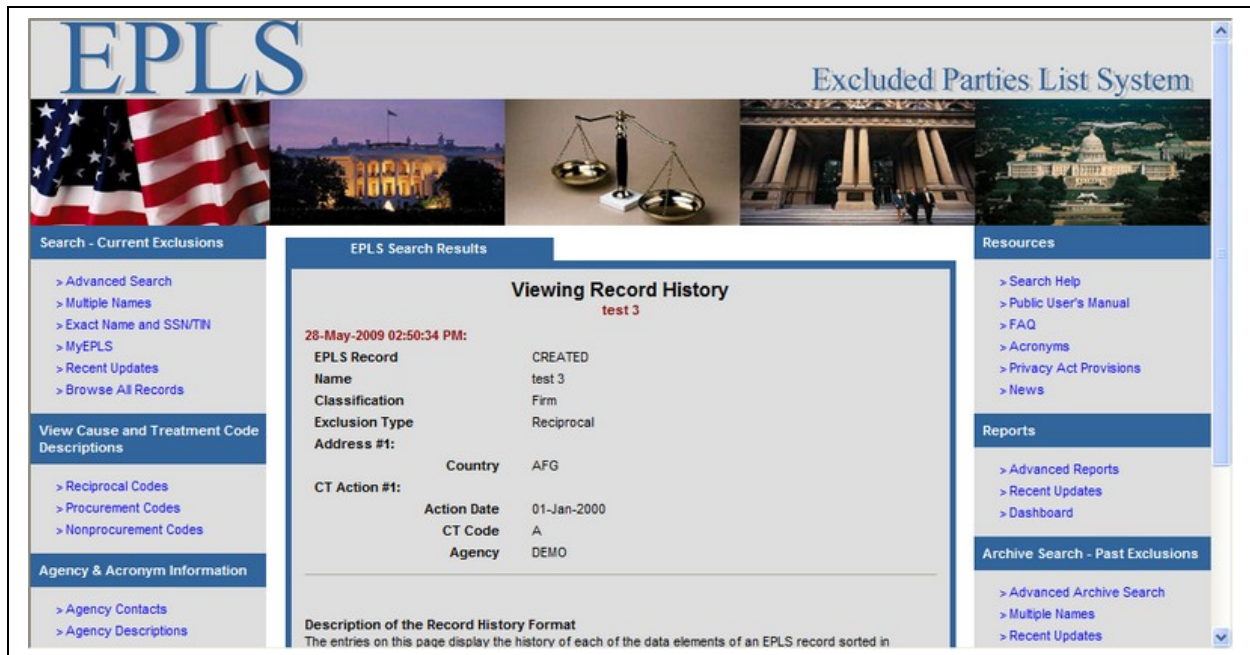 EPLS
Excluded Parties List System
Search - Current Exclusions
> Advanced Search
> Multiple Names
> Exact Name and SSN/TIN
> MyEPLS
> Recent Updates
> Browse All Records
View Cause and Treatment Code
Descriptions
> Reciprocal Codes
> Procurement Codes
> Nonprocurement Codes
Agency & Acronym Information
> Agency Contacts
> Agency Descriptions
EPLS Search Results
Viewing Record History
test 3
28-May-2009 02:50:34 PM:
EPLS Record CREATED
Name test 3
Classification Firm
Exclusion Type Reciprocal
Address #1:
Country AFG
CT Action #1:
Action Date 01-Jan-2000
CT Code A
Agency DEMO
Description of the Record History Format
The entries on this page display the history of each of the data elements of an EPLS record sorted in
Resources
> Search Help
> Public User's Manual
> FAQ
> Acronyms
> Privacy Act Provisions
> News
Reports
> Advanced Reports
> Recent Updates
> Dashboard
Archive Search - Past Exclusions
> Advanced Archive Search
> Multiple Names
> Recent Updates